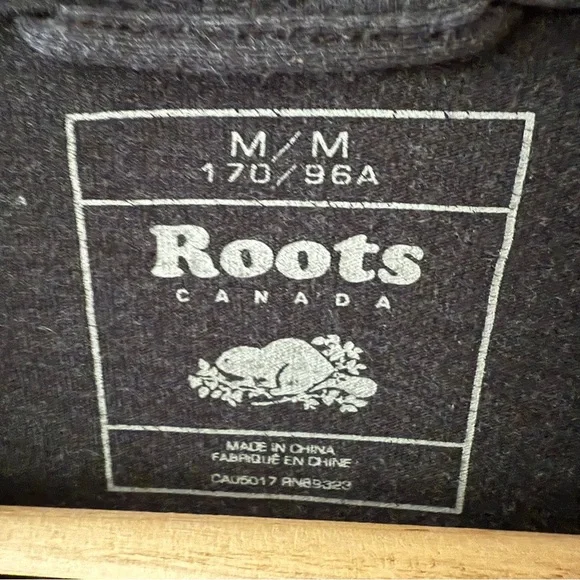 M/M
170/96A
Roots
CANADA
MADE IN CHINA
FABRIQUÉ EN CHINE
CA05017 RN89323